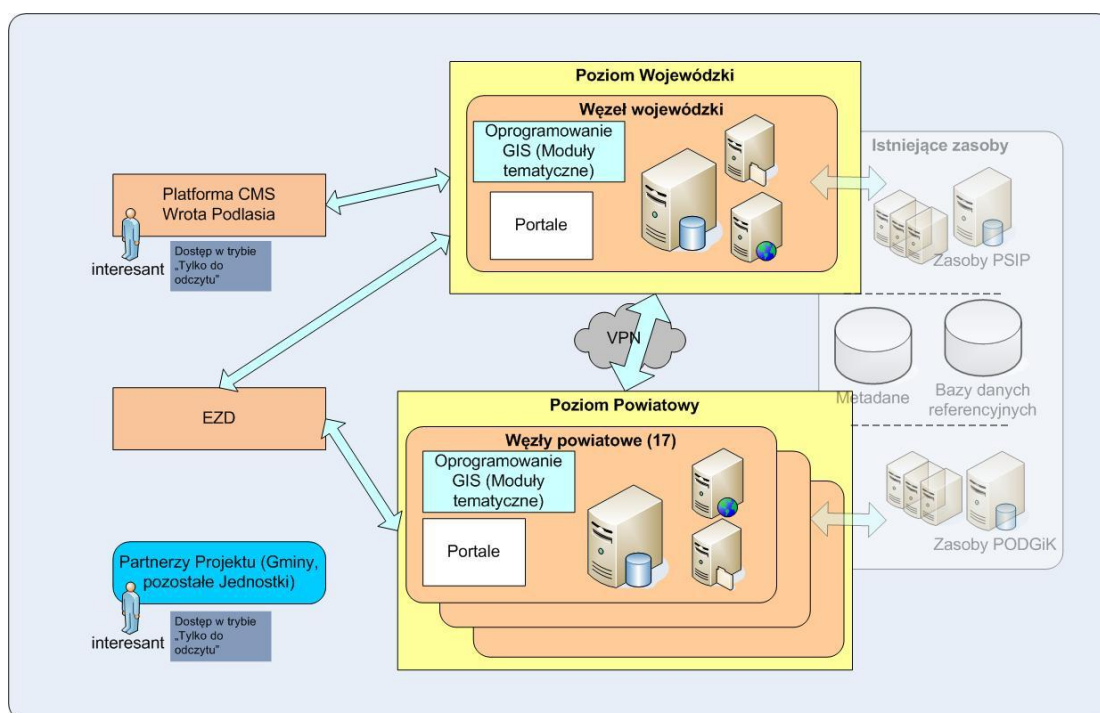 Poziom Wojewódzki
Węzeł wojewódzki
Oprogramowanie
GIS (Moduły
tematyczne)
Portale
Platforma CMS
Wrota Podlasia
interesant
Dostęp w trybie
„Tylko do
odczytu"
Istniejące zasoby
Zasoby PSIP
VPN
Metadane
Bazy danych
referencyjnych
EZD
Poziom Powiatowy
Węzły powiatowe (17)
Oprogramowanie
GIS (Moduły
tematyczne)
Portale
Zasoby PODGiK
Partnerzy Projektu (Gminy,
pozostałe Jednostki)
interesant
Dostęp w trybie
„Tylko do
odczytu"